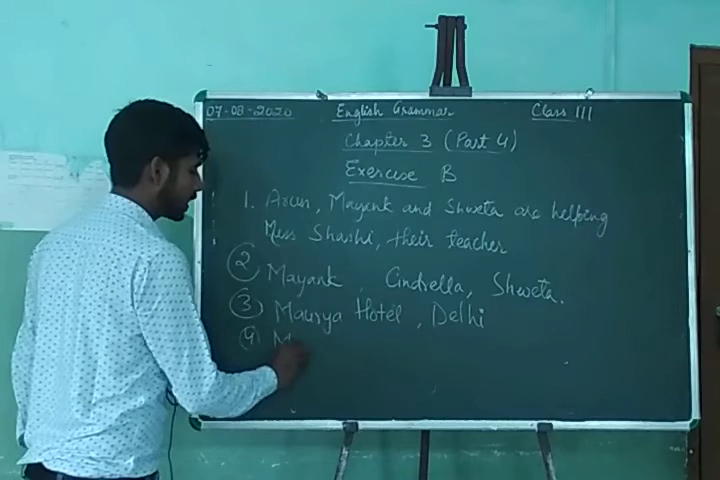 07-08-2020 English Grammar Class III
Chapter 3 (Part 4)
Exercise B
1. Arun, Mayank and Shweta are helping
Miss Shashi, their teacher
2 Mayank, Cindrella, Shweta.
3 Maurya Hotel, Delhi
4 M